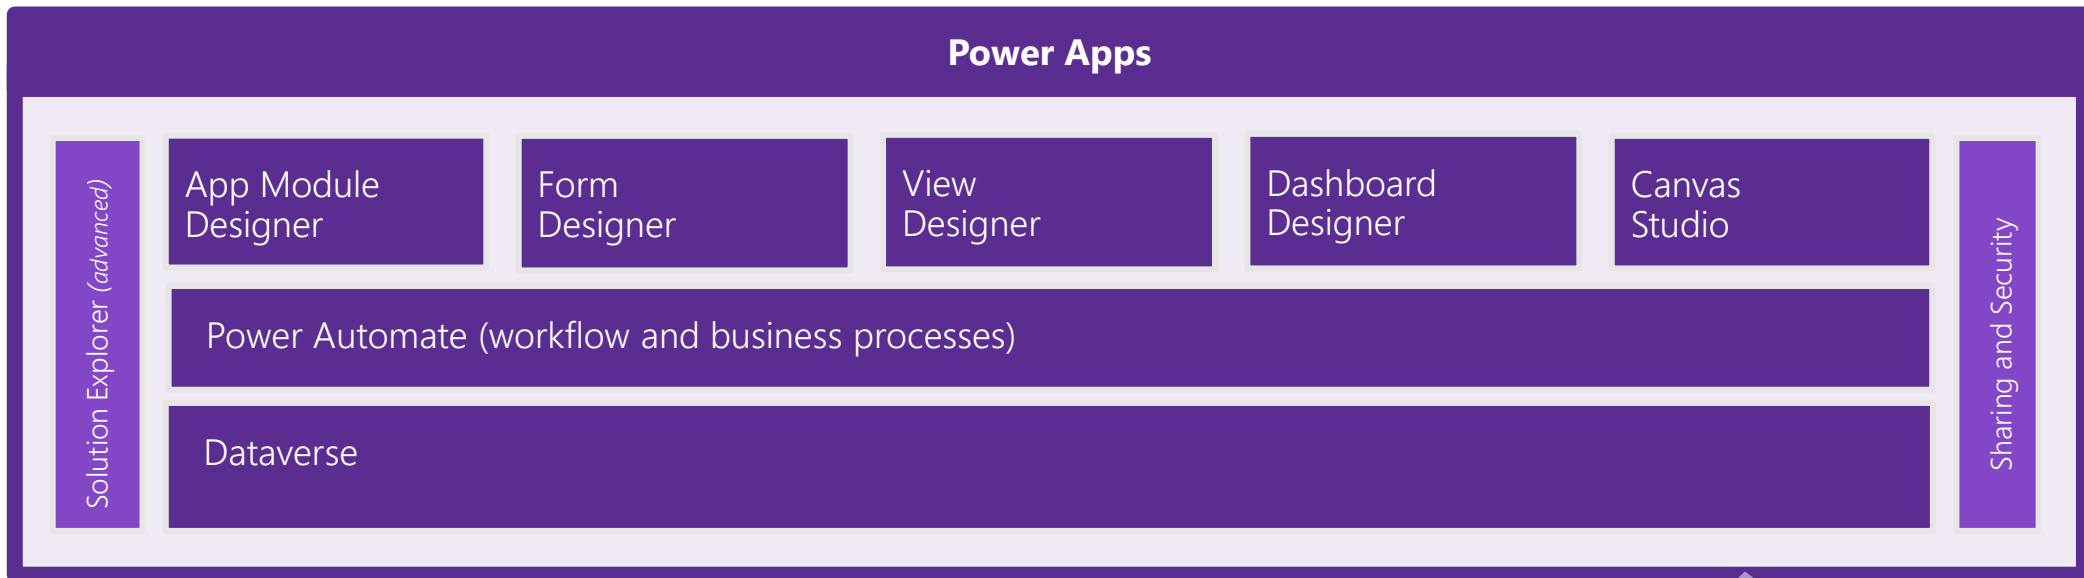 Power Apps
Solution Explorer (advanced)
App Module
Designer
Form
Designer
View
Designer
Dashboard
Designer
Canvas
Studio
Power Automate (workflow and business processes)
Dataverse
Sharing and Security